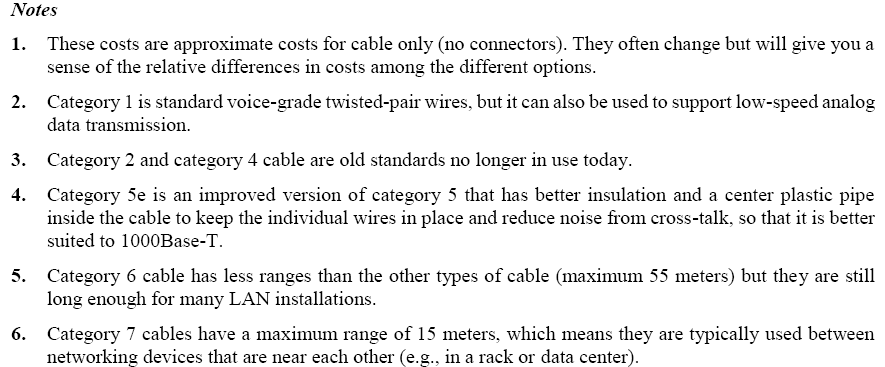 Notes
1. These costs are approximate costs for cable only (no connectors). They often change but will give you a
sense of the relative differences in costs among the different options.
2. Category 1 is standard voice-grade twisted-pair wires, but it can also be used to support low-speed analog
data transmission.
3. Category 2 and category 4 cable are old standards no longer in use today.
4. Category 5e is an improved version of category 5 that has better insulation and a center plastic pipe
inside the cable to keep the individual wires in place and reduce noise from cross-talk, so that it is better
suited to 1000Base-T.
5. Category 6 cable has less ranges than the other types of cable (maximum 55 meters) but they are still
long enough for many LAN installations.
6. Category 7 cables have a maximum range of 15 meters, which means they are typically used between
networking devices that are near each other (e.g., in a rack or data center).